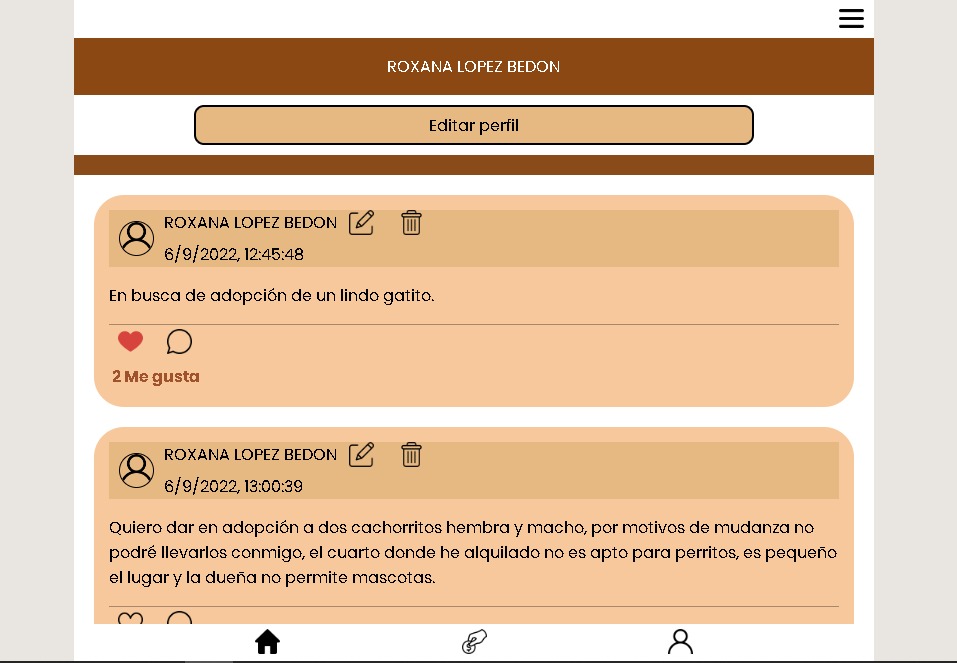 ROXANA LOPEZ BEDON
Editar perfil
ROXANA LOPEZ BEDON
6/9/2022, 12:45:48
En busca de adopción de un lindo gatito.
2 Me gusta
ROXANA LOPEZ BEDON
6/9/2022, 13:00:39
Quiero dar en adopción a dos cachorritos hembra y macho, por motivos de mudanza no
podré llevarlos conmigo, el cuarto donde he alquilado no es apto para perritos, es pequeño
el lugar y la dueña no permite mascotas.